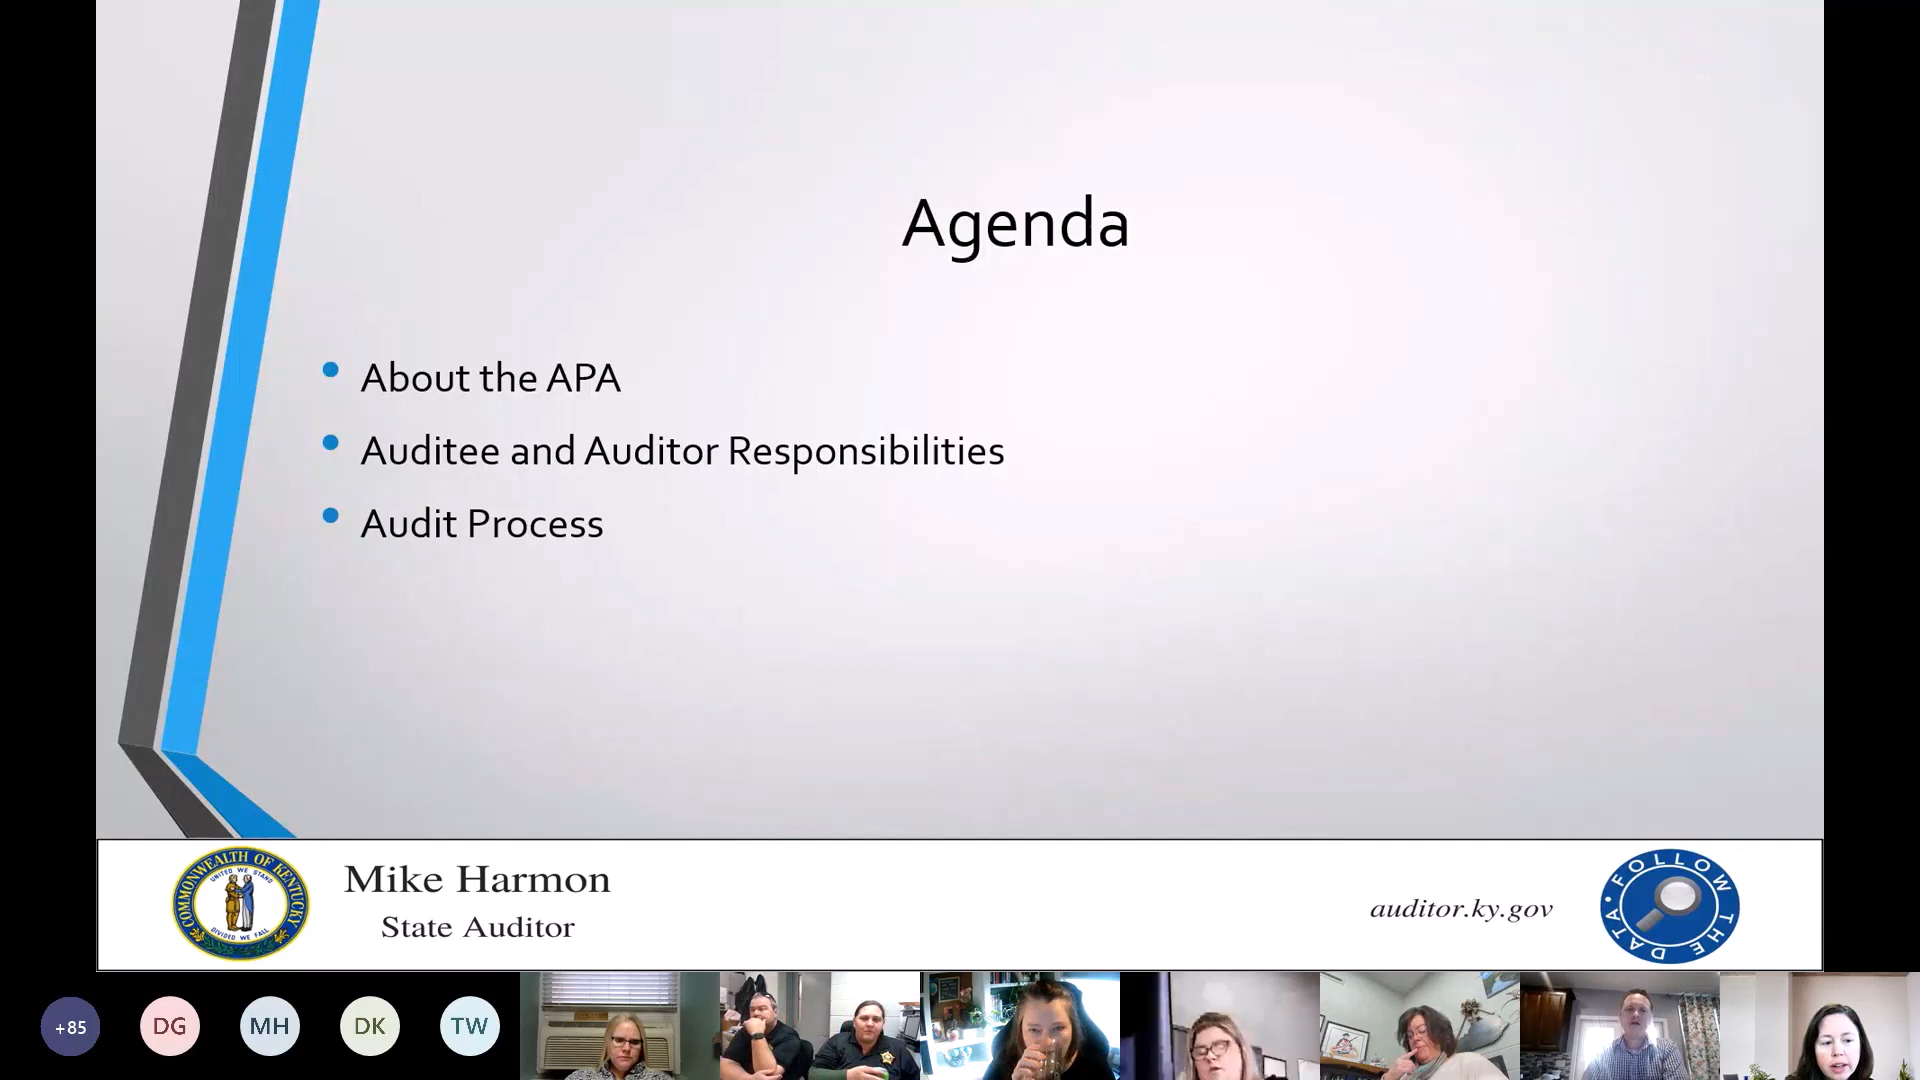 Agenda
About the APA
Auditee and Auditor Responsibilities
Audit Process
COMMONWEALTH OF KENTUCKY
UNITED WE STAND
DIVIDED WE FALL
Mike Harmon
State Auditor
auditor.ky.gov
FOLLOW THE DATA
+85
DG
MH
DK
TW